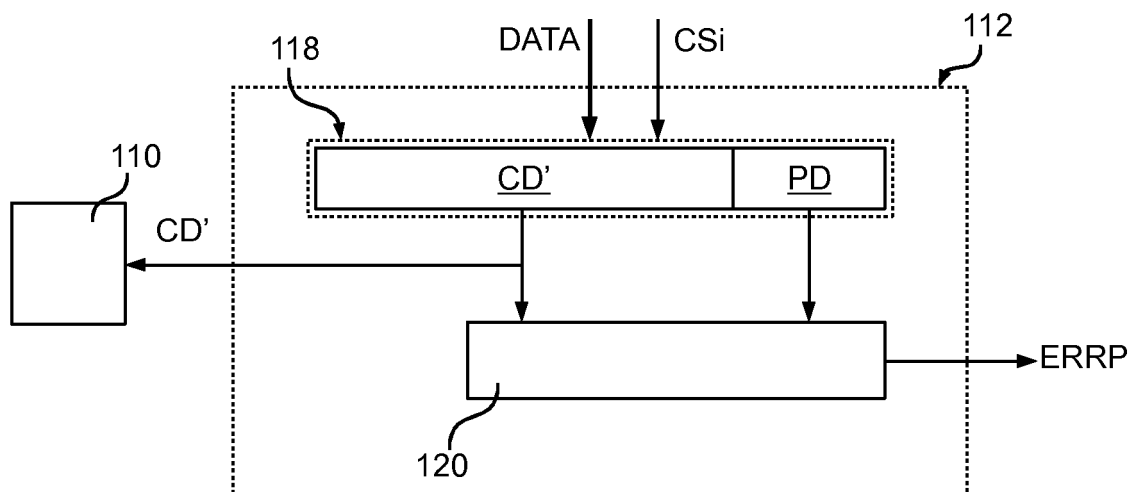 112
DATA
CSi
118
110
CD'
PD
CD'
ERRP
120